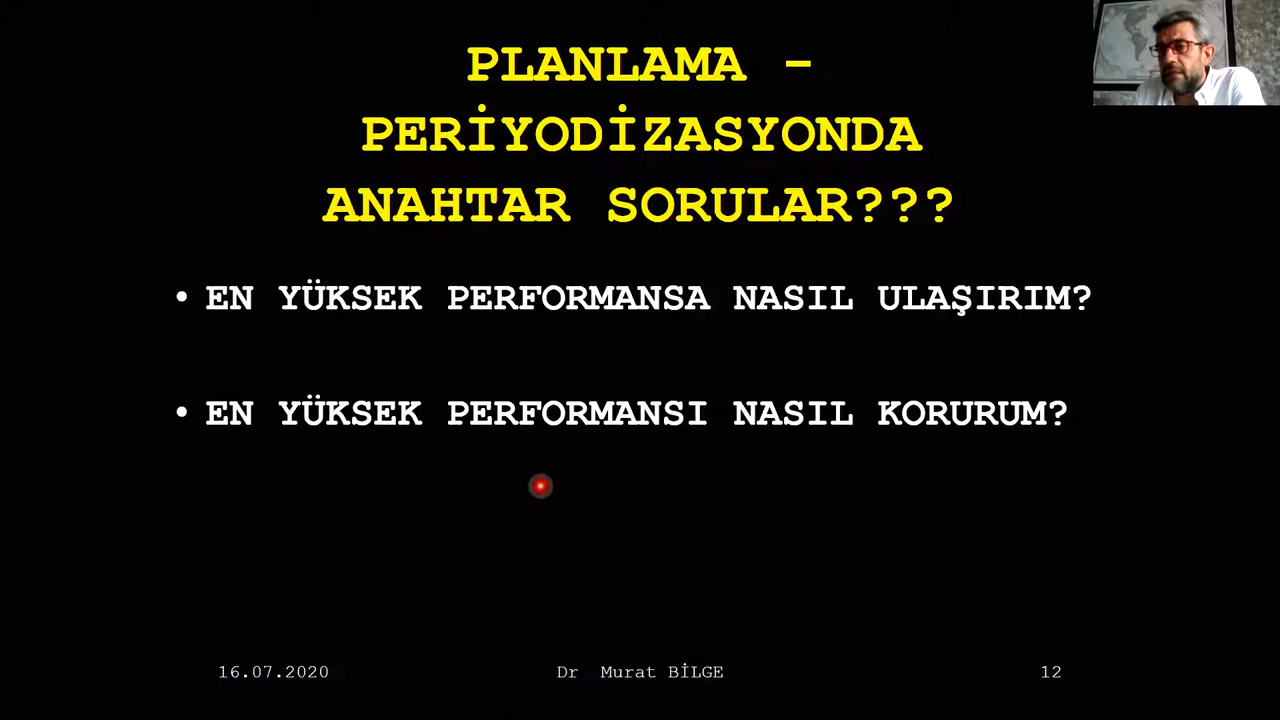 PLANLAMA –
PERİYODİZASYONDA
ANAHTAR SORULAR???
• EN YÜKSEK PERFORMANSA NASIL ULAŞIRIM?
• EN YÜKSEK PERFORMANSI NASIL KORURUM?
16.07.2020 Dr Murat BİLGE 12